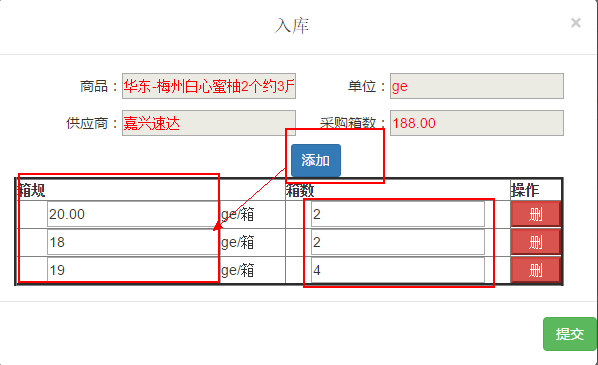 入库 ×
商品： 华东-梅州白心蜜柚2个约3斤 单位： ge
供应商： 嘉兴速达 采购箱数： 188.00
添加
箱规 箱数 操作
20.00 ge/箱 2 删
18 ge/箱 2 删
19 ge/箱 4 删
提交